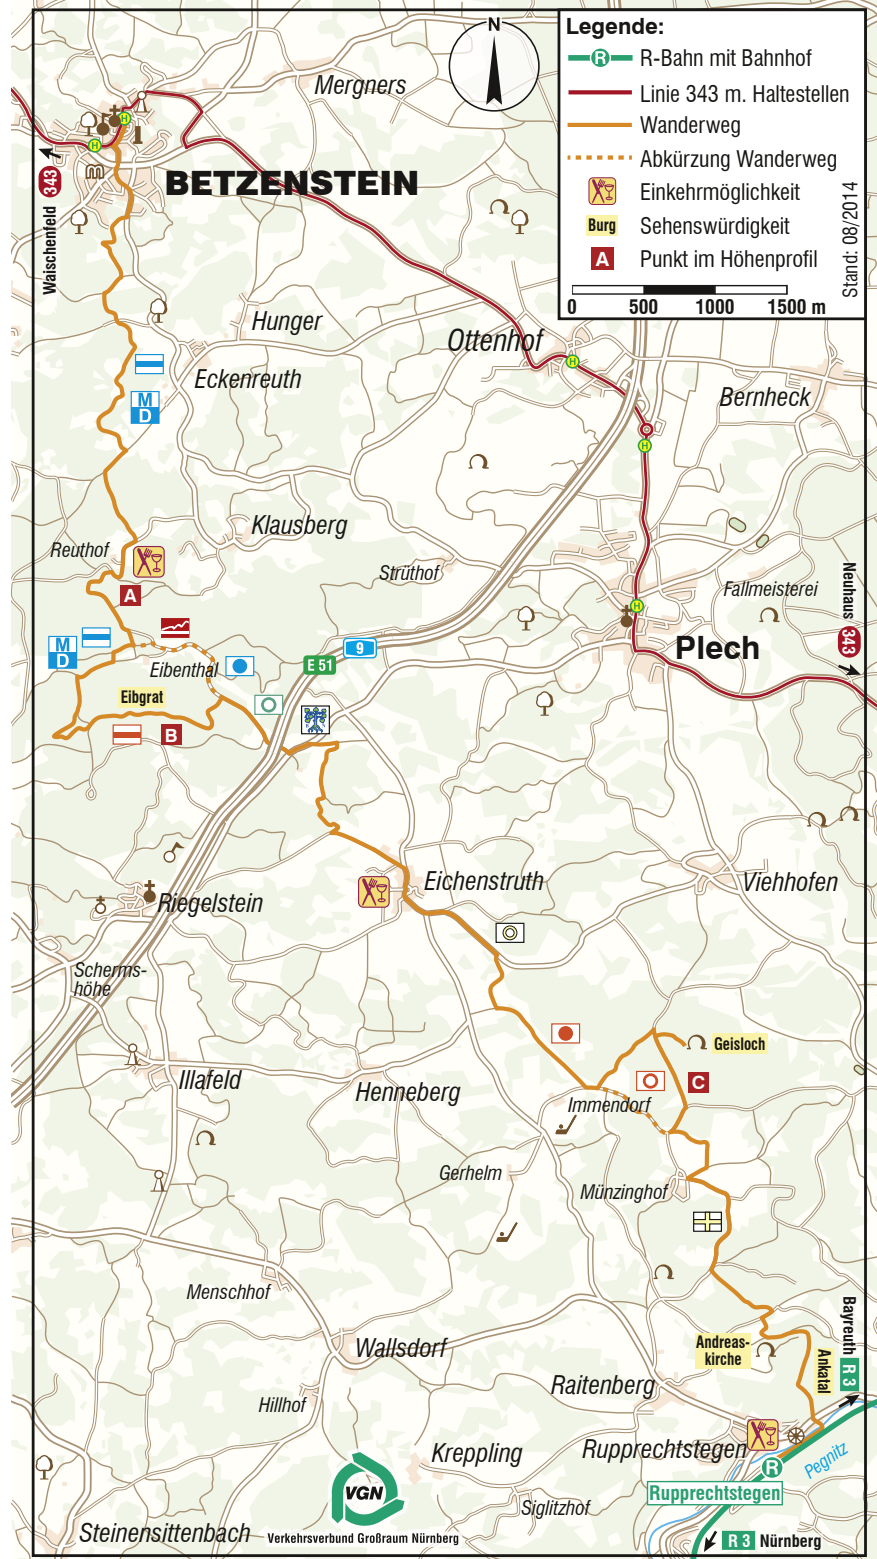 N
Legende:
R
R-Bahn mit Bahnhof
Linie 343 m. Haltestellen
Wanderweg
Abkürzung Wanderweg
Einkehrmöglichkeit
Burg
Sehenswürdigkeit
A
Punkt im Höhenprofil
0 500 1000 1500 m
Stand: 08/2014
Mergners
H
H
343
Waischenfeld
BETZENSTEIN
Hunger
Ottenhof
H
Eckenreuth
M
D
Bernheck
H
Klausberg
Reuthof
Strüthof
A
Fallmeisterei
Neuhaus
343
H
Plech
M
D
Eibenthal
E 51
9
Eibgrat
B
Eichenstruth
Viehhofen
Riegelstein
Scherms-
höhe
Geisloch
C
Illafeld
Henneberg
Immendorf
Gerhelm
Münzinghof
Menschhof
Wallsdorf
Andreas-
kirche
Ankatal
Bayreuth
R 3
Raitenberg
Hillhof
Kreppling
Rupprechtstegen
Pegnitz
R
Rupprechtstegen
Siglitzhof
VGN
Verkehrsverbund Großraum Nürnberg
Steinensittenbach
R 3 Nürnberg